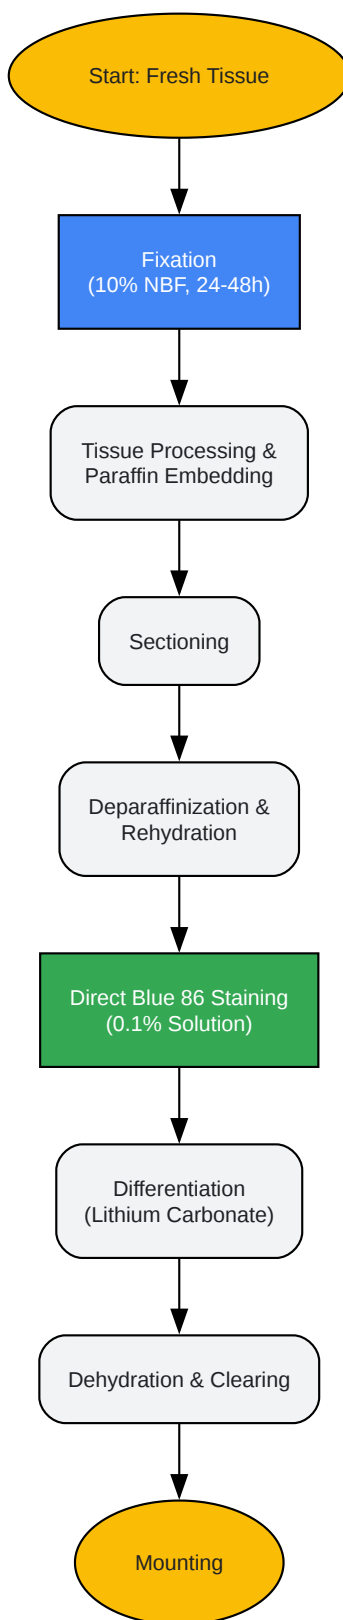 Start: Fresh Tissue
Fixation
(10% NBF, 24-48h)
Tissue Processing &
Paraffin Embedding
Sectioning
Deparaffinization &
Rehydration
Direct Blue 86 Staining
(0.1% Solution)
Differentiation
(Lithium Carbonate)
Dehydration & Clearing
Mounting